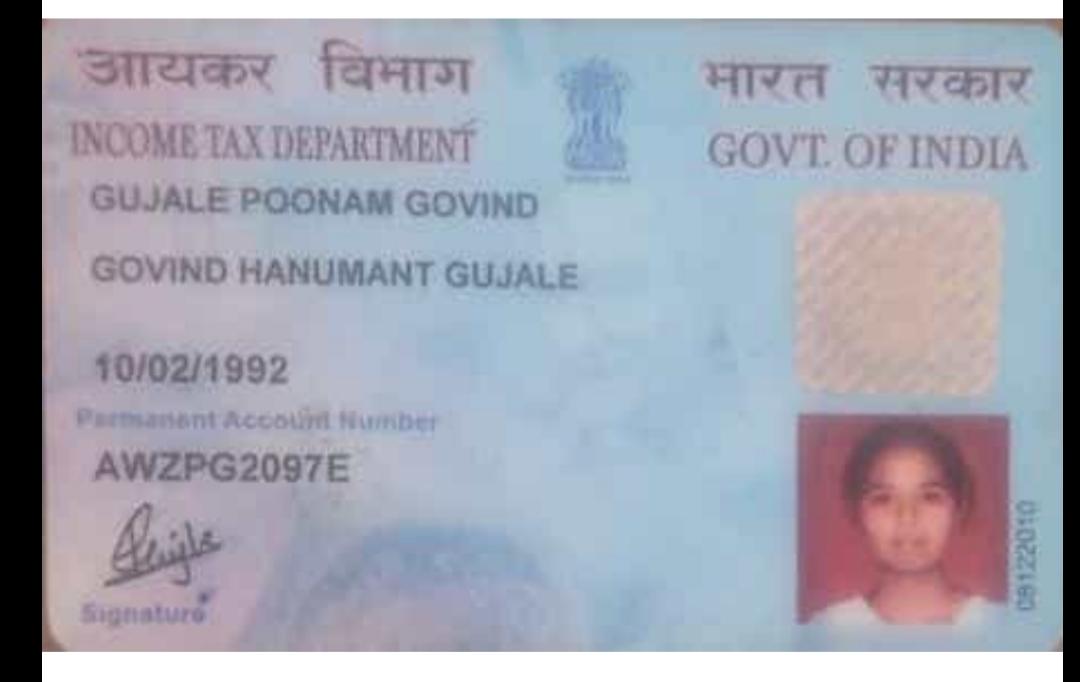 आयकर विभाग
भारत सरकार
INCOME TAX DEPARTMENT
GOVT. OF INDIA
GUJALE POONAM GOVIND
GOVIND HANUMANT GUJALE
10/02/1992
Permanent Account Number
AWZPG2097E
Signature
08122010